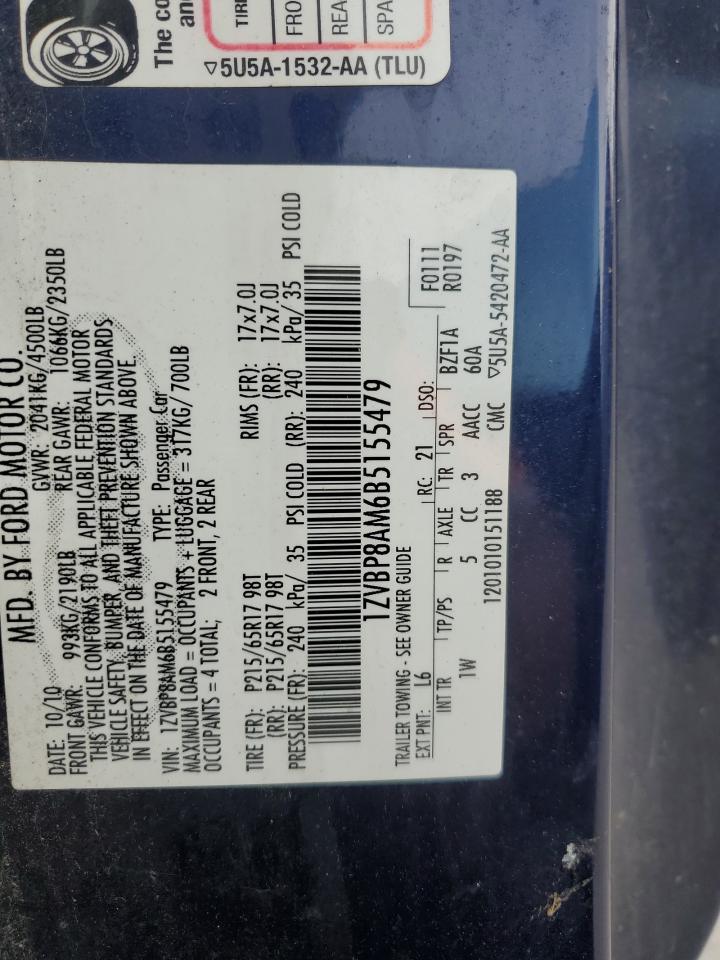 The co
an
TIRE
FRO
REA
SPA
▽5U5A-1532-AA (TLU)
MFD. BY FORD MOTOR CO.
DATE: 10/10 GVWR: 2041KG/4500LB
FRONT GAWR: 993KG/2190LB REAR GAWR: 1066KG/2350LB
THIS VEHICLE CONFORMS TO ALL APPLICABLE FEDERAL MOTOR
VEHICLE SAFETY, BUMPER, AND THEFT PREVENTION STANDARDS
IN EFFECT ON THE DATE OF MANUFACTURE SHOWN ABOVE.
VIN: 1ZVBP8AM6B5155479 TYPE: Passenger Car
MAXIMUM LOAD = OCCUPANTS + LUGGAGE = 317KG/ 700LB
OCCUPANTS = 4 TOTAL; 2 FRONT, 2 REAR
TIRE (FR): P215/65R17 98T RIMS (FR): 17x7.0J
(RR): P215/65R17 98T (RR): 17x7.0J
PRESSURE (FR): 240 kPa/ 35 PSI COLD (RR): 240 kPa/ 35 PSI COLD
1ZVBP8AM6B5155479
TRAILER TOWING - SEE OWNER GUIDE
EXT PNT: L6 RC: 21 DSO: F0111
R0197
INT TR TP/PS R AXLE TR SPR BZF1A
1W 5 CC 3 AACC 60A
1201010151188 CMC ▽5U5A-5420472-AA